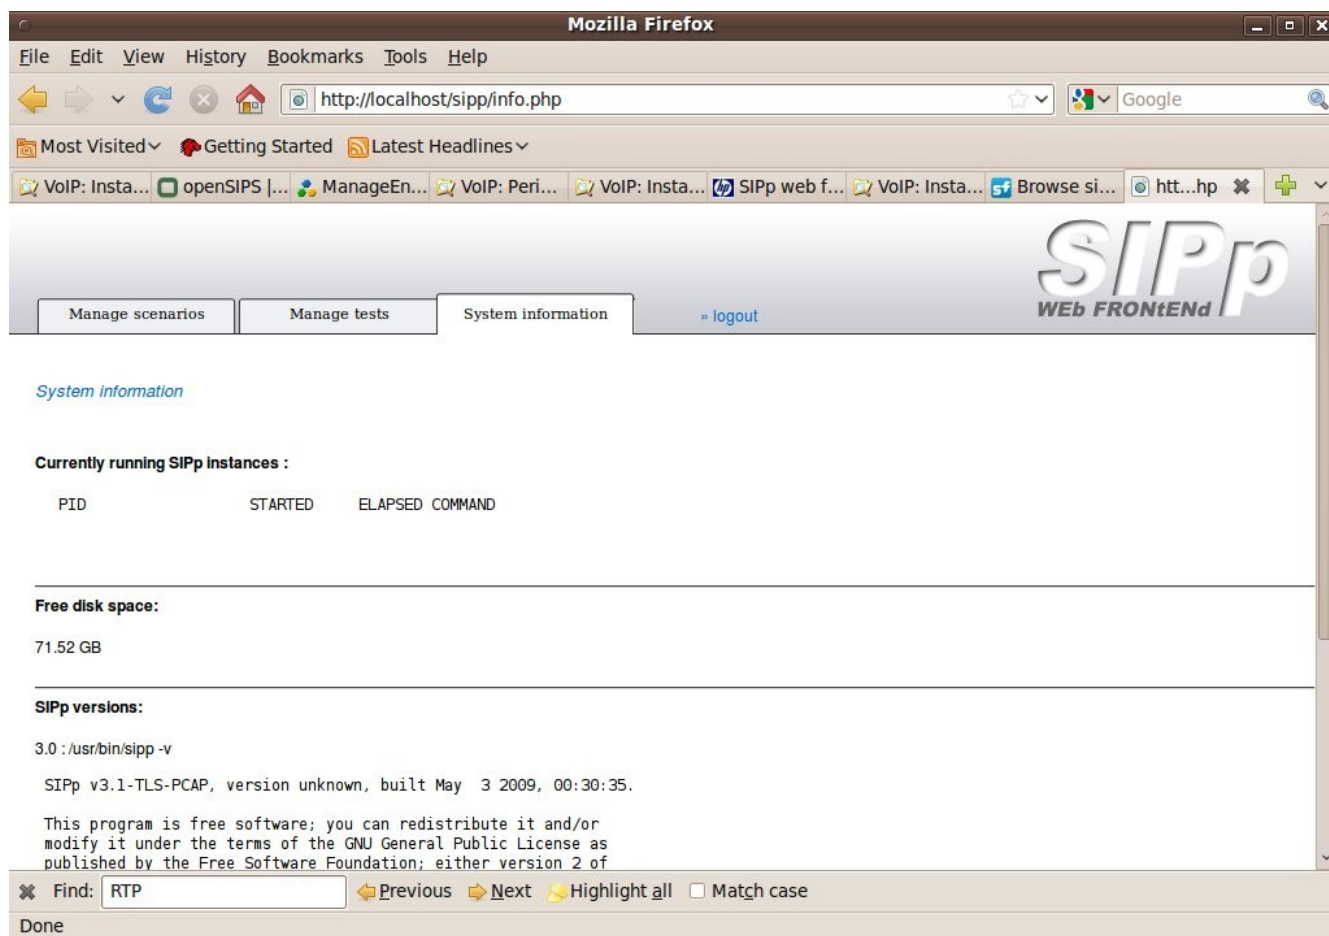 Mozilla Firefox
File Edit View History Bookmarks Tools Help
http://localhost/sipp/info.php Google
Most Visited Getting Started Latest Headlines
VoIP: Insta... openSIPS |... ManageEn... VoIP: Peri... VoIP: Insta... SIPp web f... VoIP: Insta... Browse si... htt...hp
SIPp
WEb FRONtENd
Manage scenarios Manage tests System information » logout
System information
Currently running SIPp instances :
PID STARTED ELAPSED COMMAND
Free disk space:
71.52 GB
SIPp versions:
3.0 : /usr/bin/sipp -v
SIPp v3.1-TLS-PCAP, version unknown, built May 3 2009, 00:30:35.
This program is free software; you can redistribute it and/or
modify it under the terms of the GNU General Public License as
published by the Free Software Foundation; either version 2 of
Find: RTP Previous Next Highlight all Match case
Done